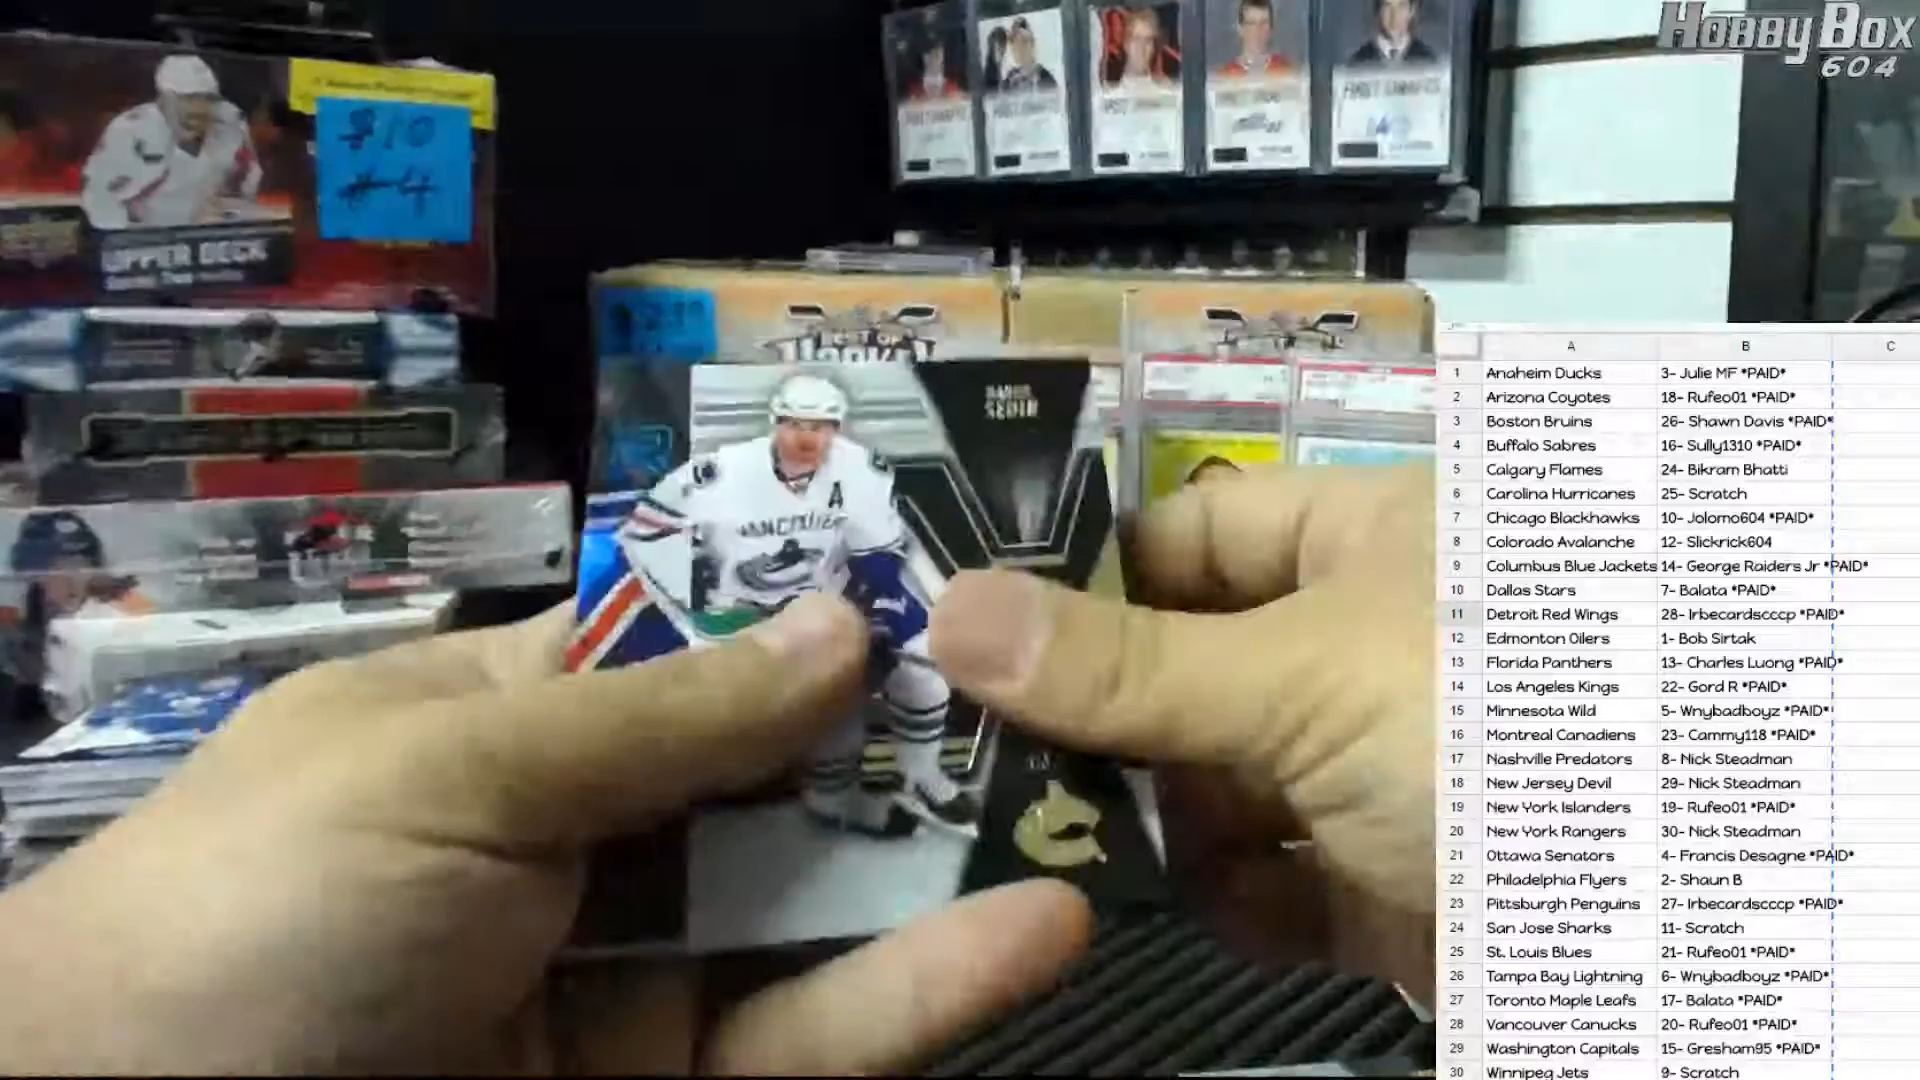 HobbyBox
604
$10
#4
UPPER DECK
SEDIN
A
VANCOUVER
A B C
1 Anaheim Ducks 3- Julie MF *PAID*
2 Arizona Coyotes 18- Rufeo01 *PAID*
3 Boston Bruins 26- Shawn Davis *PAID*
4 Buffalo Sabres 16- Sully1310 *PAID*
5 Calgary Flames 24- Bikram Bhatti
6 Carolina Hurricanes 25- Scratch
7 Chicago Blackhawks 10- Jolomo604 *PAID*
8 Colorado Avalanche 12- Slickrick604
9 Columbus Blue Jackets 14- George Raiders Jr *PAID*
10 Dallas Stars 7- Balata *PAID*
11 Detroit Red Wings 28- Irbecardscccp *PAID*
12 Edmonton Oilers 1- Bob Sirtak
13 Florida Panthers 13- Charles Luong *PAID*
14 Los Angeles Kings 22- Gord R *PAID*
15 Minnesota Wild 5- Wnybadboyz *PAID*
16 Montreal Canadiens 23- Cammy118 *PAID*
17 Nashville Predators 8- Nick Steadman
18 New Jersey Devil 29- Nick Steadman
19 New York Islanders 19- Rufeo01 *PAID*
20 New York Rangers 30- Nick Steadman
21 Ottawa Senators 4- Francis Desagne *PAID*
22 Philadelphia Flyers 2- Shaun B
23 Pittsburgh Penguins 27- Irbecardscccp *PAID*
24 San Jose Sharks 11- Scratch
25 St. Louis Blues 21- Rufeo01 *PAID*
26 Tampa Bay Lightning 6- Wnybadboyz *PAID*
27 Toronto Maple Leafs 17- Balata *PAID*
28 Vancouver Canucks 20- Rufeo01 *PAID*
29 Washington Capitals 15- Gresham95 *PAID*
30 Winnipeg Jets 9- Scratch